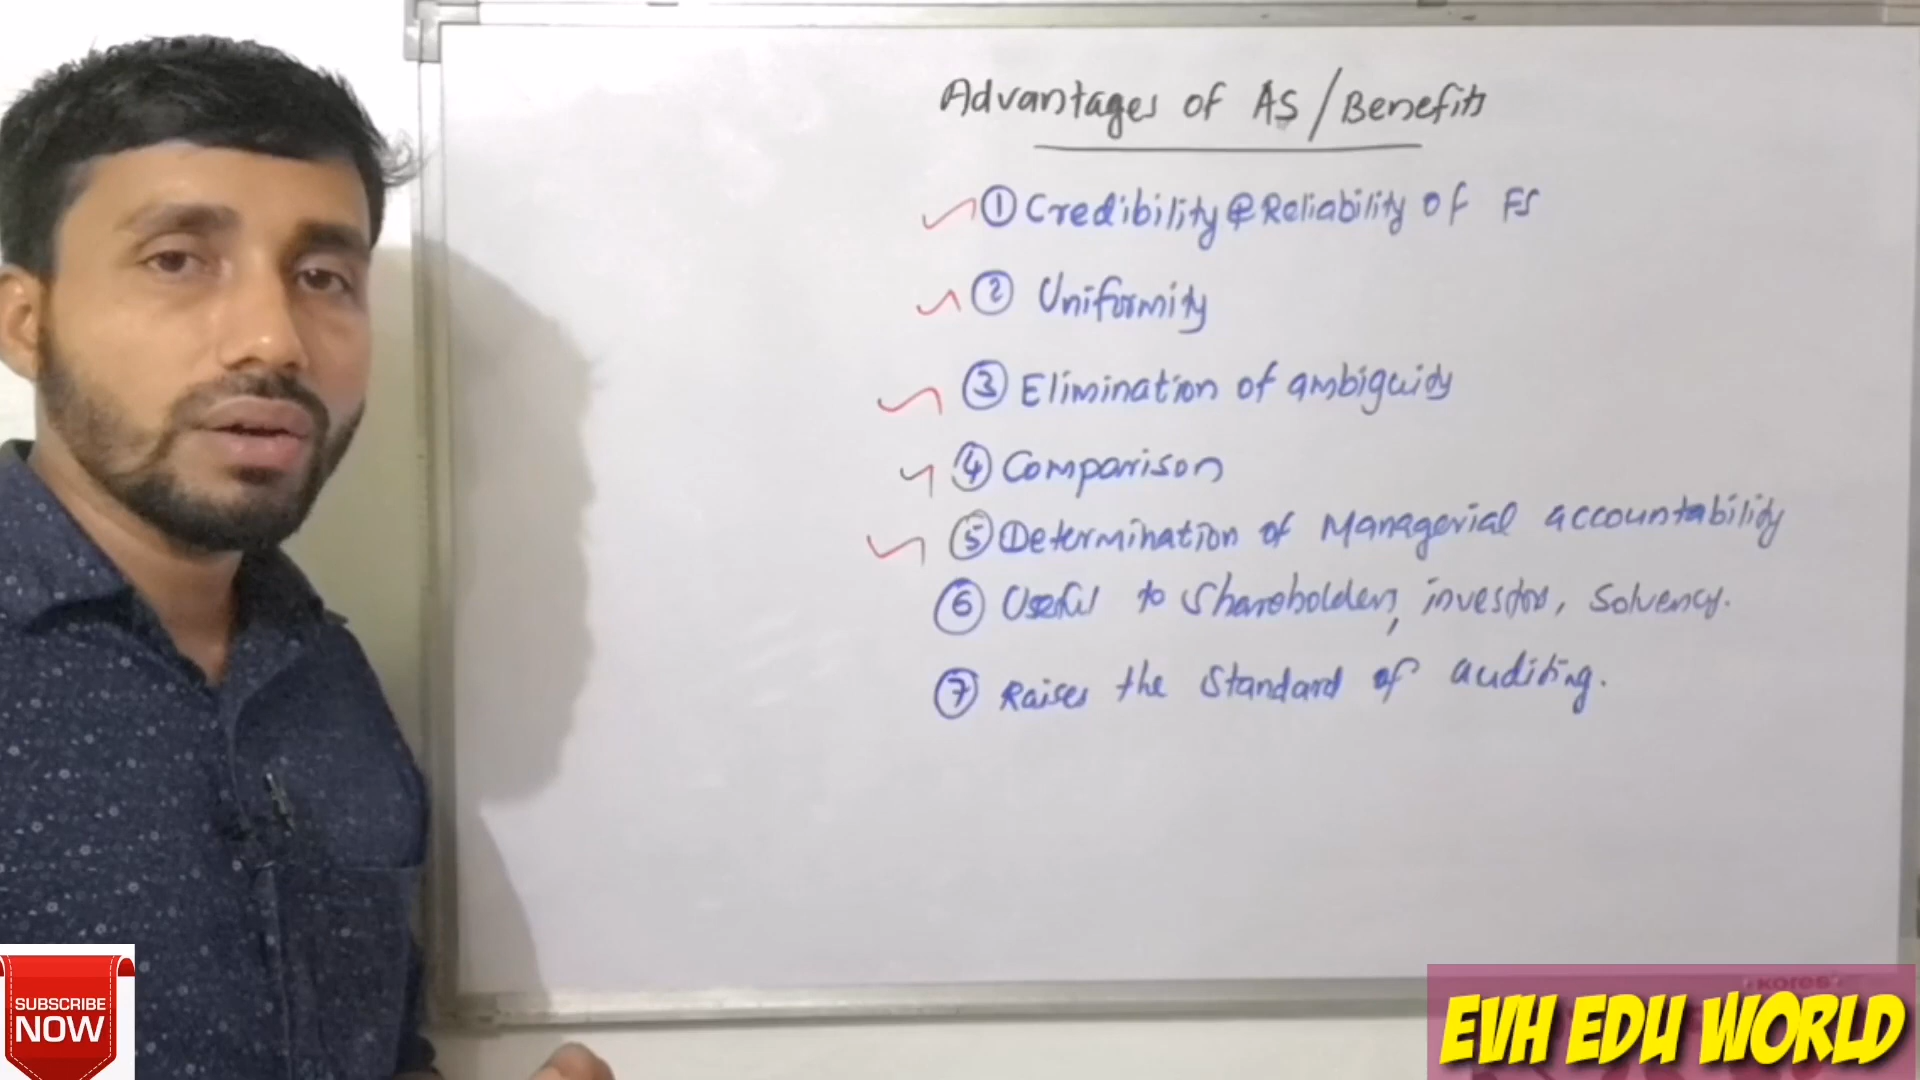 Advantages of AS / Benefits
① Credibility & Reliability of FS
② Uniformity
③ Elimination of ambiguity
④ Comparison
⑤ Determination of Managerial accountability
⑥ Useful to Shareholders, investors, Solvency.
⑦ Raises the Standard of auditing.
kores
SUBSCRIBE
NOW
EVH EDU WORLD